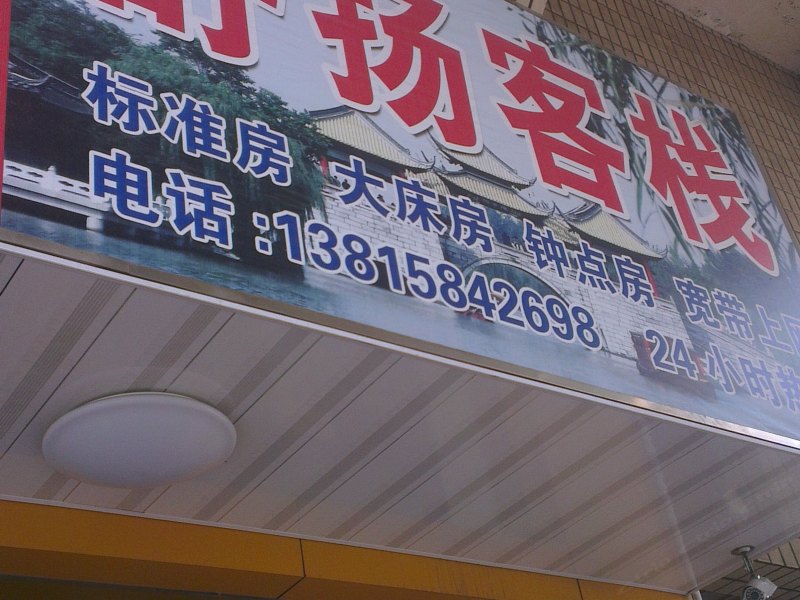 扬客栈
标准房 大床房 钟点房 宽带上
电话:13815842698 24小时热